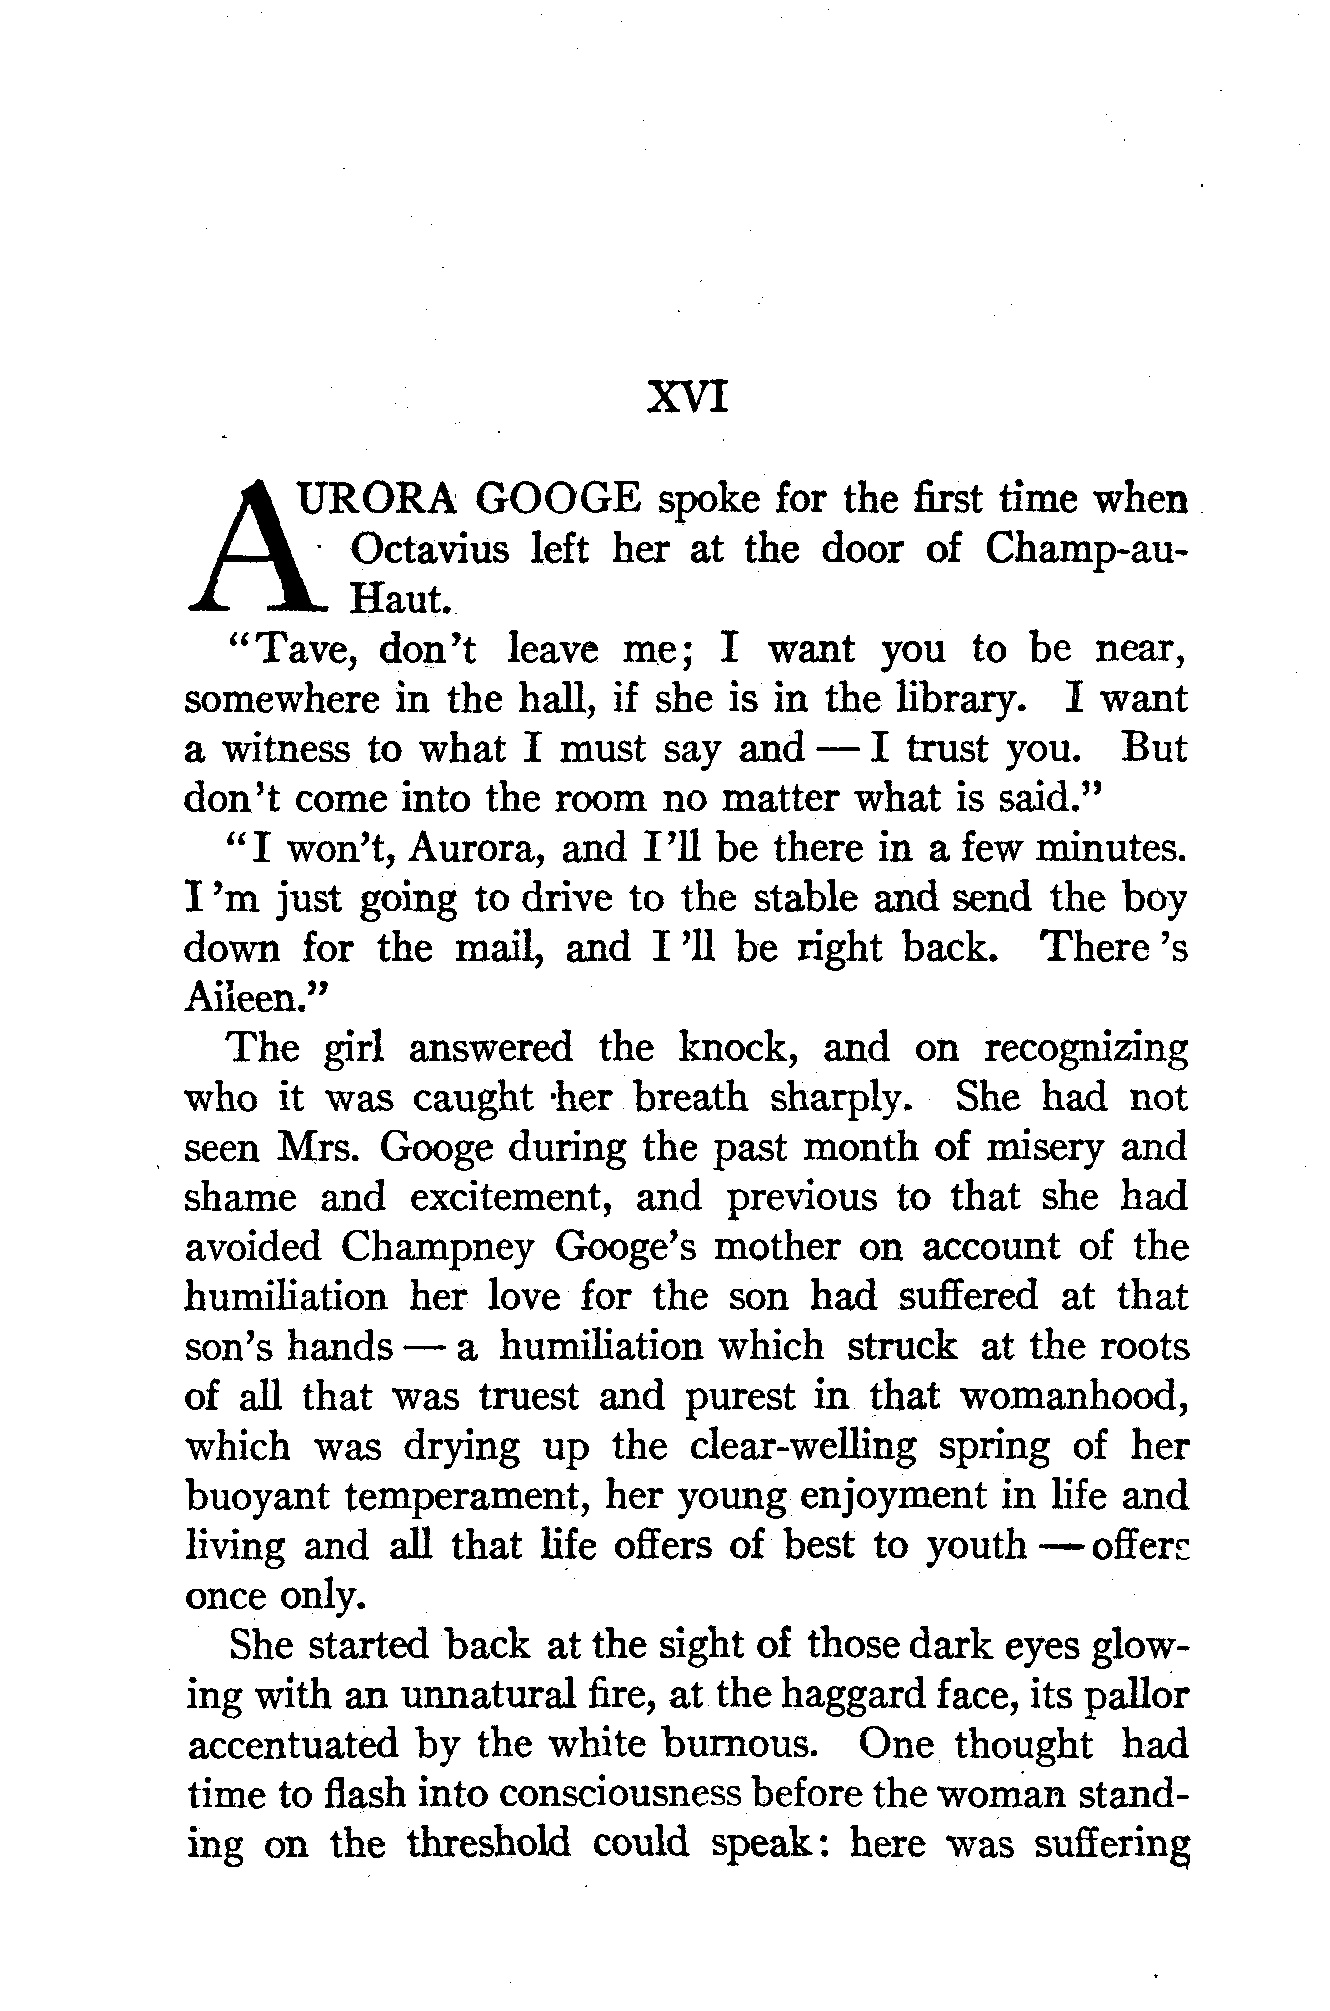 XVI
AURORA GOOGE spoke for the first time when
Octavius left her at the door of Champ-au-
Haut.
"Tave, don't leave me; I want you to be near,
somewhere in the hall, if she is in the library. I want
a witness to what I must say and — I trust you. But
don't come into the room no matter what is said."
"I won't, Aurora, and I'll be there in a few minutes.
I'm just going to drive to the stable and send the boy
down for the mail, and I'll be right back. There's
Aileen."
The girl answered the knock, and on recognizing
who it was caught her breath sharply. She had not
seen Mrs. Googe during the past month of misery and
shame and excitement, and previous to that she had
avoided Champney Googe's mother on account of the
humiliation her love for the son had suffered at that
son's hands — a humiliation which struck at the roots
of all that was truest and purest in that womanhood,
which was drying up the clear-welling spring of her
buoyant temperament, her young enjoyment in life and
living and all that life offers of best to youth — offers
once only.
She started back at the sight of those dark eyes glow-
ing with an unnatural fire, at the haggard face, its pallor
accentuated by the white burnous. One thought had
time to flash into consciousness before the woman stand-
ing on the threshold could speak: here was suffering